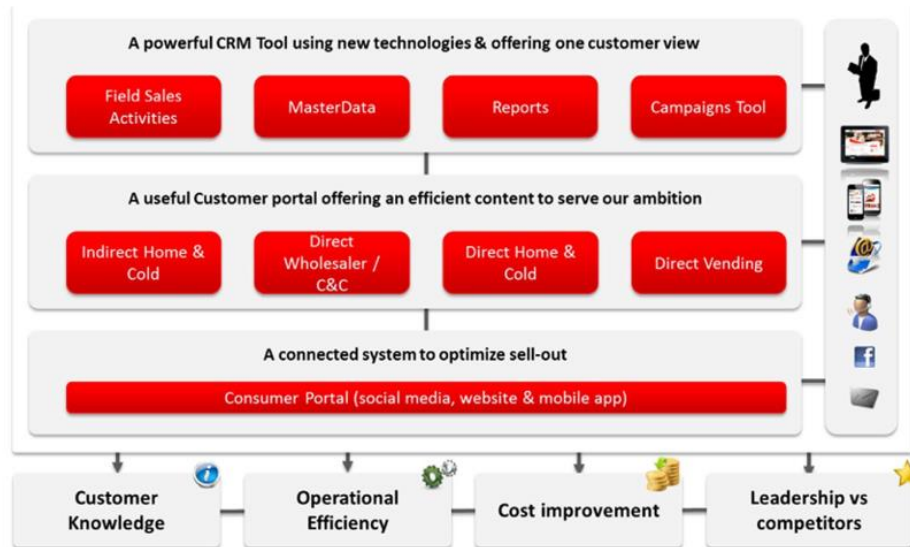 A powerful CRM Tool using new technologies & offering one customer view
Field Sales
Activities
MasterData
Reports
Campaigns Tool
A useful Customer portal offering an efficient content to serve our ambition
Indirect Home &
Cold
Direct
Wholesaler /
C&C
Direct Home &
Cold
Direct Vending
A connected system to optimize sell-out
Consumer Portal (social media, website & mobile app)
Customer
Knowledge
Operational
Efficiency
Cost improvement
Leadership vs
competitors